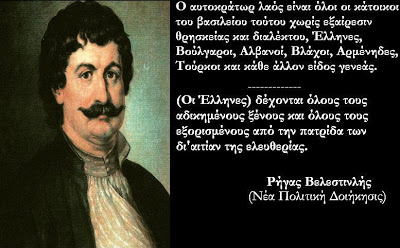 Ο αυτοκράτωρ λαός είναι όλοι οι κάτοικοι
του βασιλείου τούτου χωρίς εξαίρεσιν
θρησκείας και διαλέκτου, Έλληνες,
Βούλγαροι, Αλβανοί, Βλάχοι, Αρμένηδες,
Τούρκοι και κάθε άλλον είδος γενεάς.
-------------
(Οι Έλληνες) δέχονται όλους τους
αδικημένους ξένους και όλους τους
εξορισμένους από την πατρίδα των
δι'αιτίαν της ελευθερίας.
Ρήγας Βελεστινλής
(Νέα Πολιτική Διοίκησις)